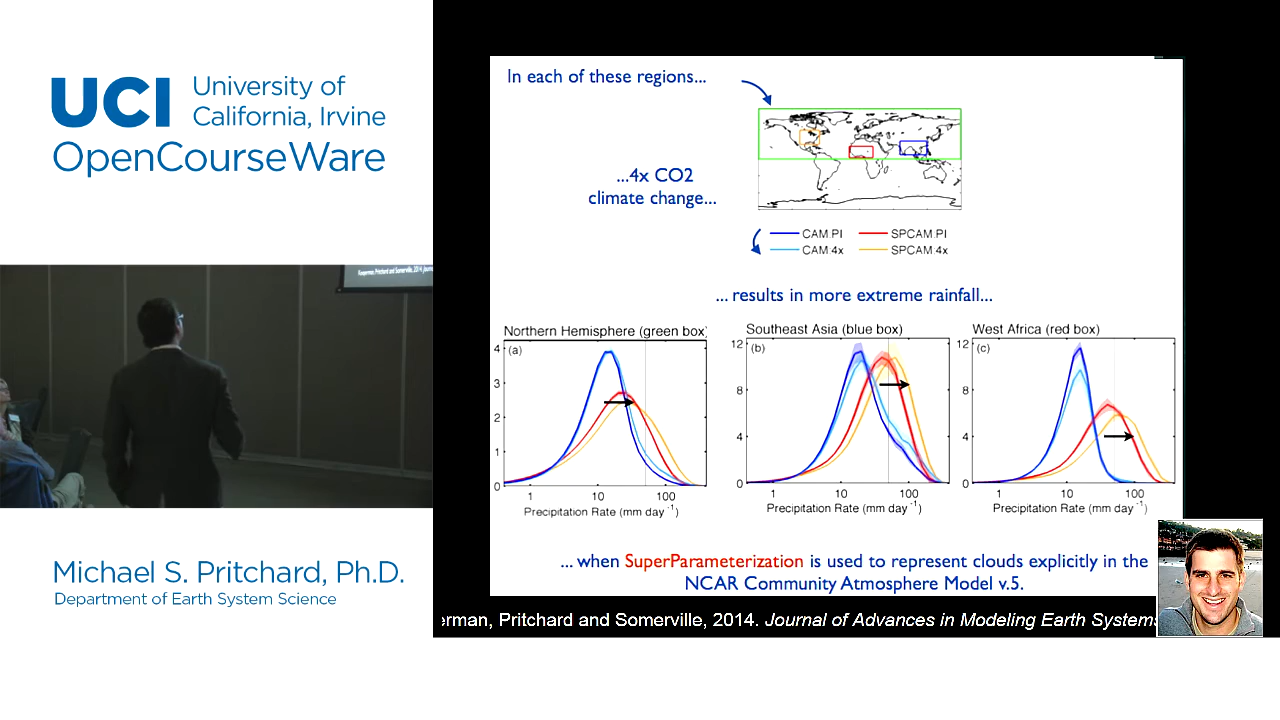 UCI University of
California, Irvine
OpenCourseWare
In each of these regions...
...4x CO2
climate change...
CAM PI SPCAM PI
CAM 4x SPCAM 4x
... results in more extreme rainfall...
Northern Hemisphere (green box)
(a)
4
3
2
1
0
1 10 100
Precipitation Rate (mm day -1)
Southeast Asia (blue box)
(b)
12
8
4
0
1 10 100
Precipitation Rate (mm day -1)
West Africa (red box)
(c)
12
8
4
0
1 10 100
Precipitation Rate (mm day -1)
... when SuperParameterization is used to represent clouds explicitly in the
NCAR Community Atmosphere Model v.5.
erman, Pritchard and Somerville, 2014. Journal of Advances in Modeling Earth Systems
Michael S. Pritchard, Ph.D.
Department of Earth System Science